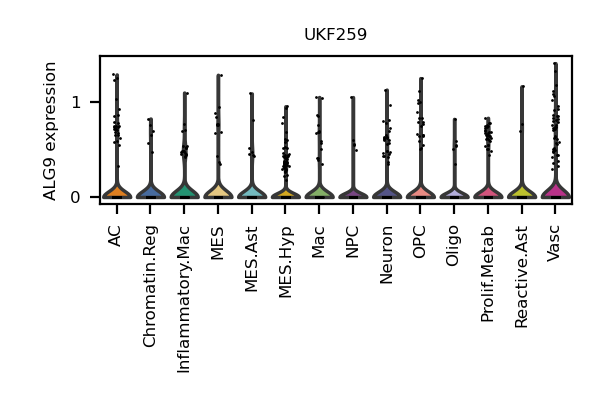 UKF259
ALG9 expression
1
0
AC
Chromatin.Reg
Inflammatory.Mac
MES
MES.Ast
MES.Hyp
Mac
NPC
Neuron
OPC
Oligo
Prolif.Metab
Reactive.Ast
Vasc